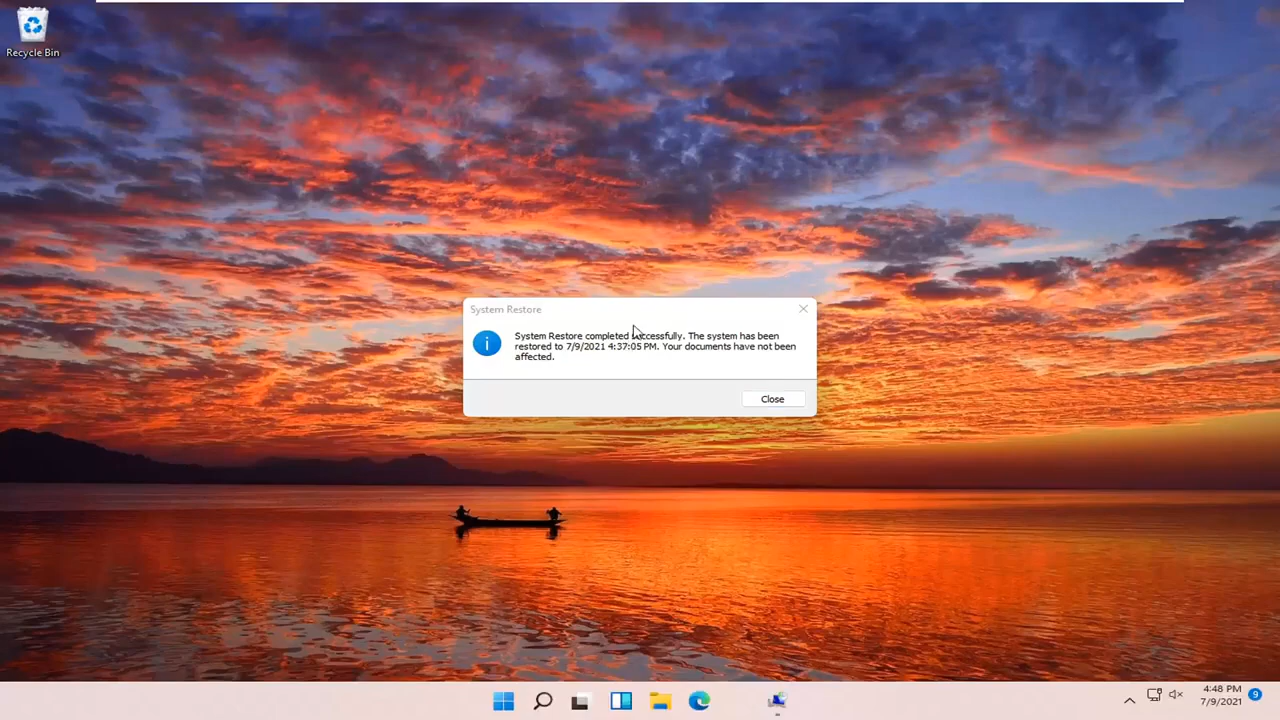 Recycle Bin
System Restore
System Restore completed successfully. The system has been
restored to 7/9/2021 4:37:05 PM. Your documents have not been
affected.
Close
4:48 PM
7/9/2021
9